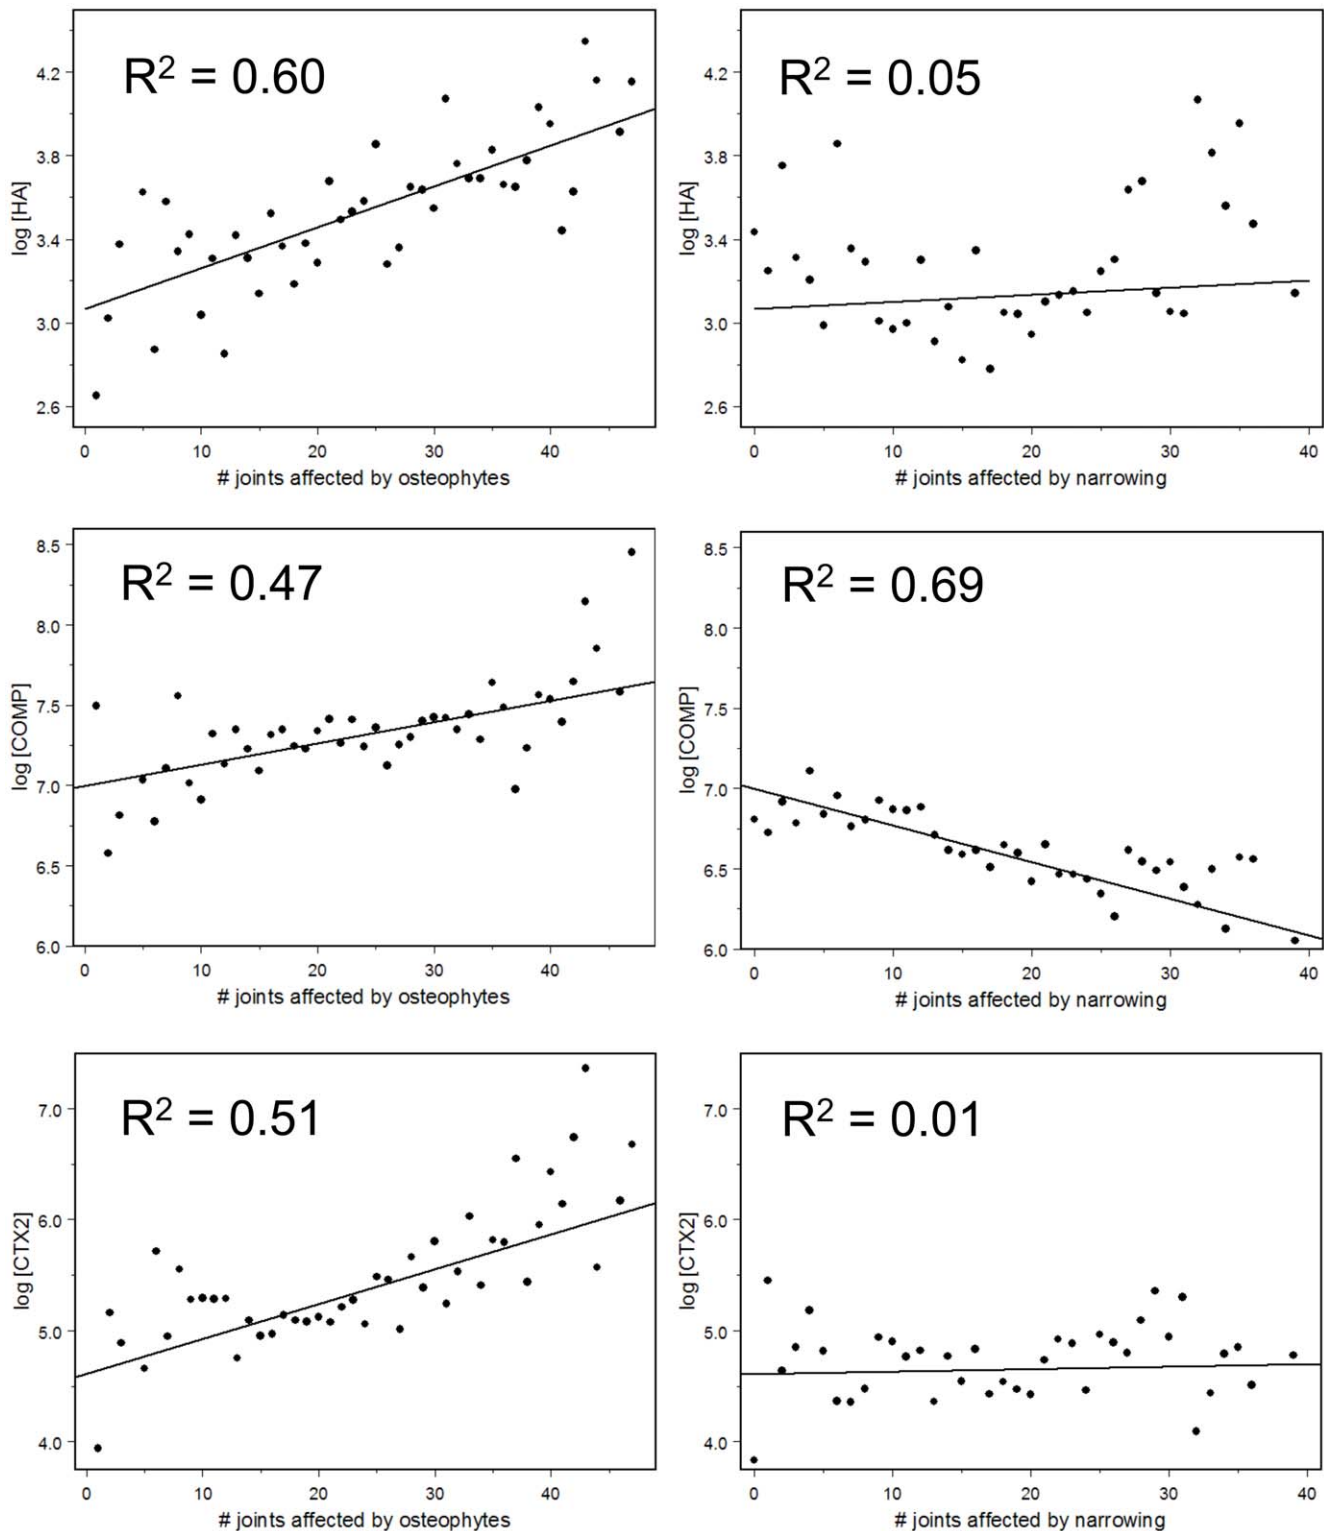 R² = 0.60
log [HA]
4.2
3.8
3.4
3.0
2.6
0 10 20 30 40
# joints affected by osteophytes
R² = 0.05
log [HA]
4.2
3.8
3.4
3.0
2.6
0 10 20 30 40
# joints affected by narrowing
R² = 0.47
log [COMP]
8.5
8.0
7.5
7.0
6.5
6.0
0 10 20 30 40
# joints affected by osteophytes
R² = 0.69
log [COMP]
8.5
8.0
7.5
7.0
6.5
6.0
0 10 20 30 40
# joints affected by narrowing
R² = 0.51
log [CTX2]
7.0
6.0
5.0
4.0
0 10 20 30 40
# joints affected by osteophytes
R² = 0.01
log [CTX2]
7.0
6.0
5.0
4.0
0 10 20 30 40
# joints affected by narrowing